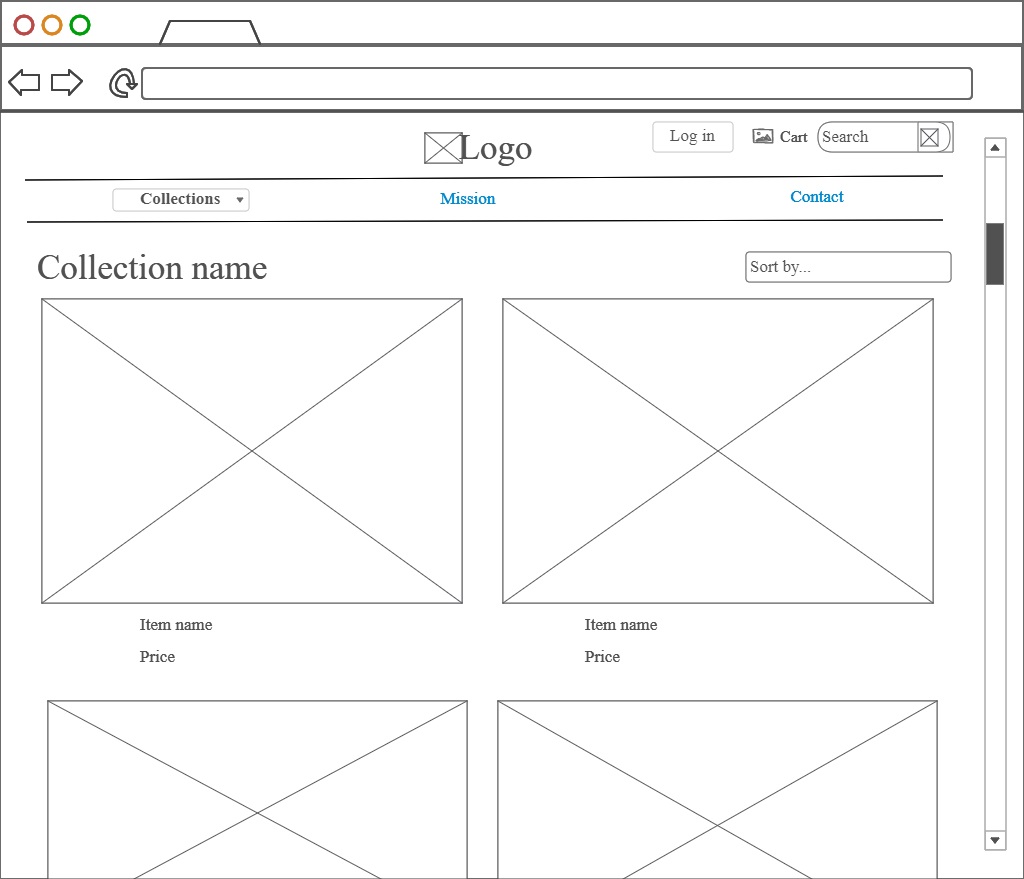 Log in
Cart
Search
Logo
Collections
Mission
Contact
Collection name
Sort by...
Item name
Item name
Price
Price